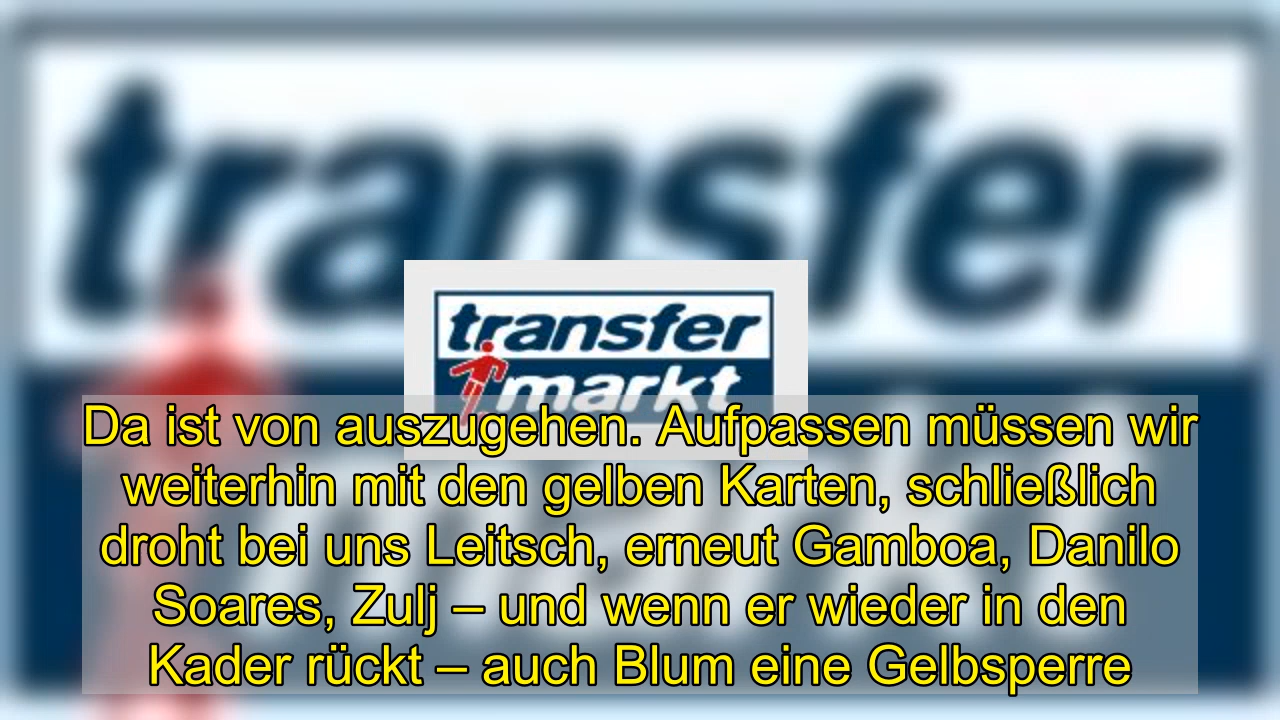 transfer
transfer
markt
Da ist von auszugehen. Aufpassen müssen wir
weiterhin mit den gelben Karten, schließlich
droht bei uns Leitsch, erneut Gamboa, Danilo
Soares, Zulj – und wenn er wieder in den
Kader rückt – auch Blum eine Gelbsperre